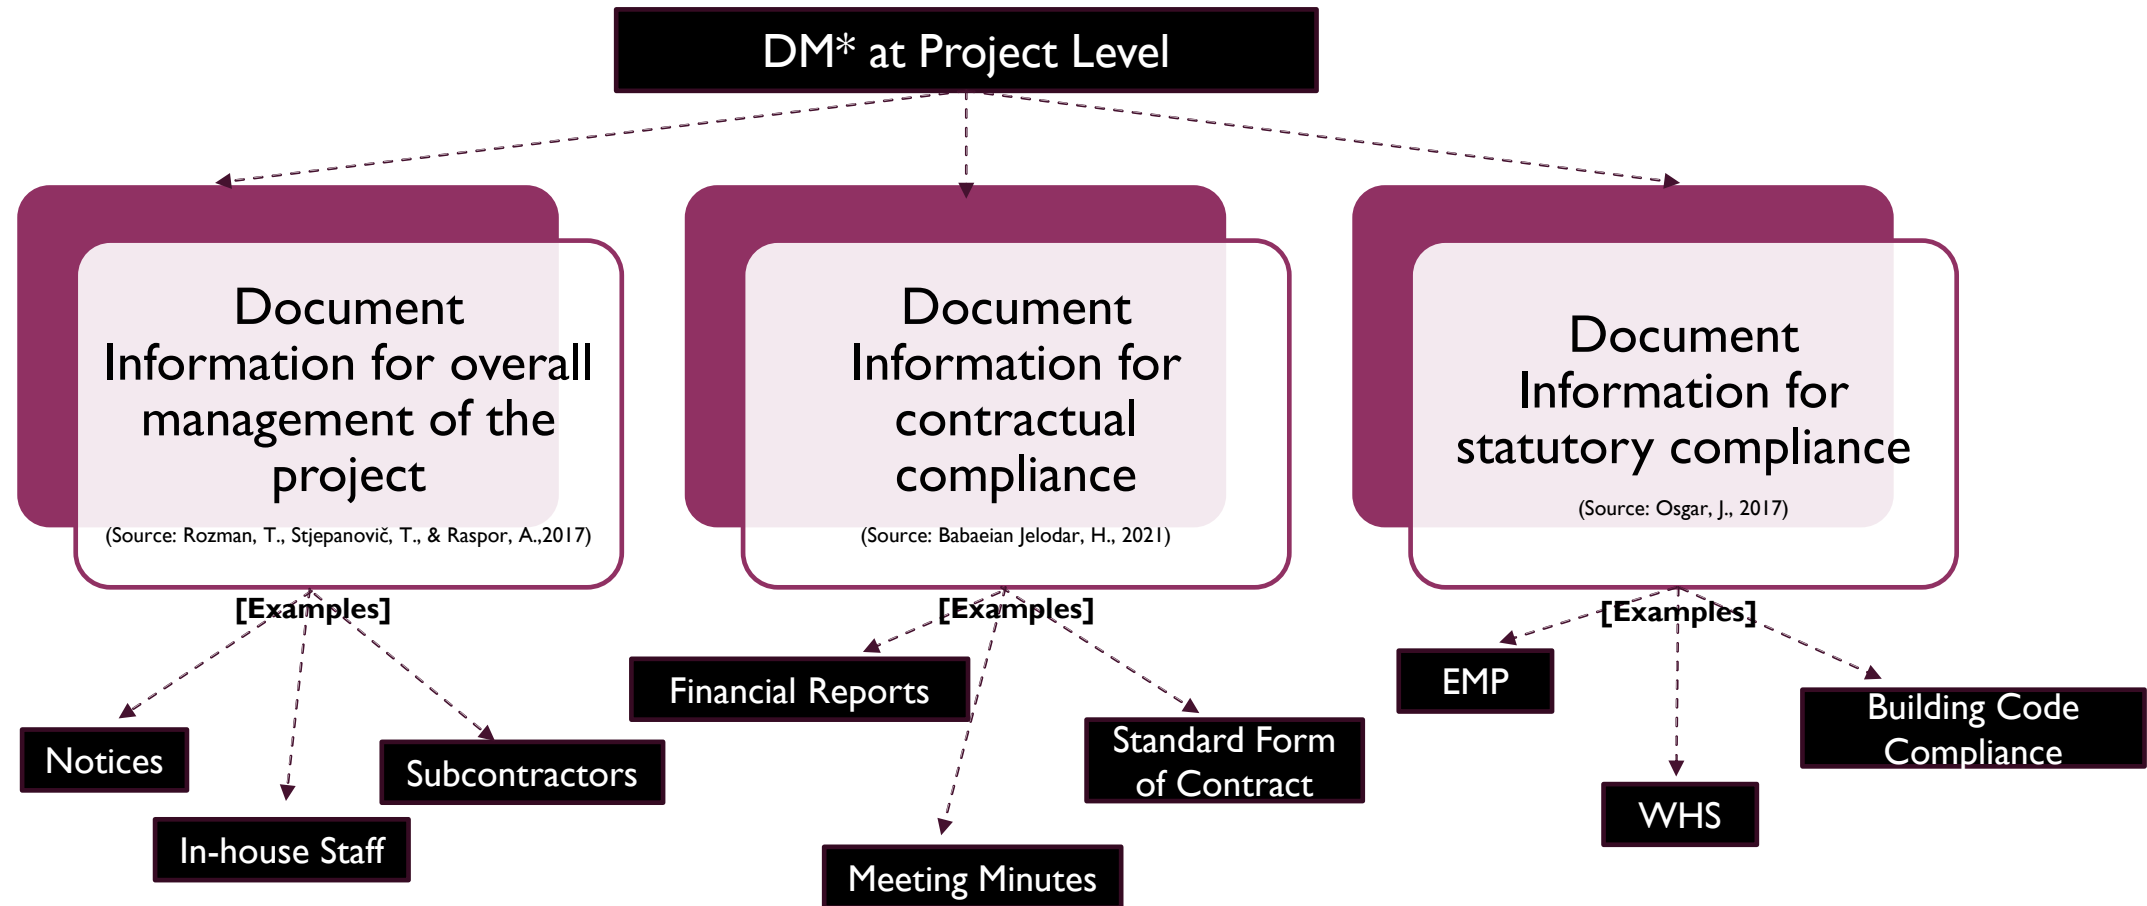 DM* at Project Level
Document
Information for overall
management of the
project
(Source: Rozman, T., Stjepanovič, T., & Raspor, A.,2017)
[Examples]
Notices
In-house Staff
Subcontractors
Document
Information for
contractual
compliance
(Source: Babaeian Jelodar, H., 2021)
[Examples]
Financial Reports
Meeting Minutes
Standard Form
of Contract
Document
Information for
statutory compliance
(Source: Osgar, J., 2017)
[Examples]
EMP
WHS
Building Code
Compliance